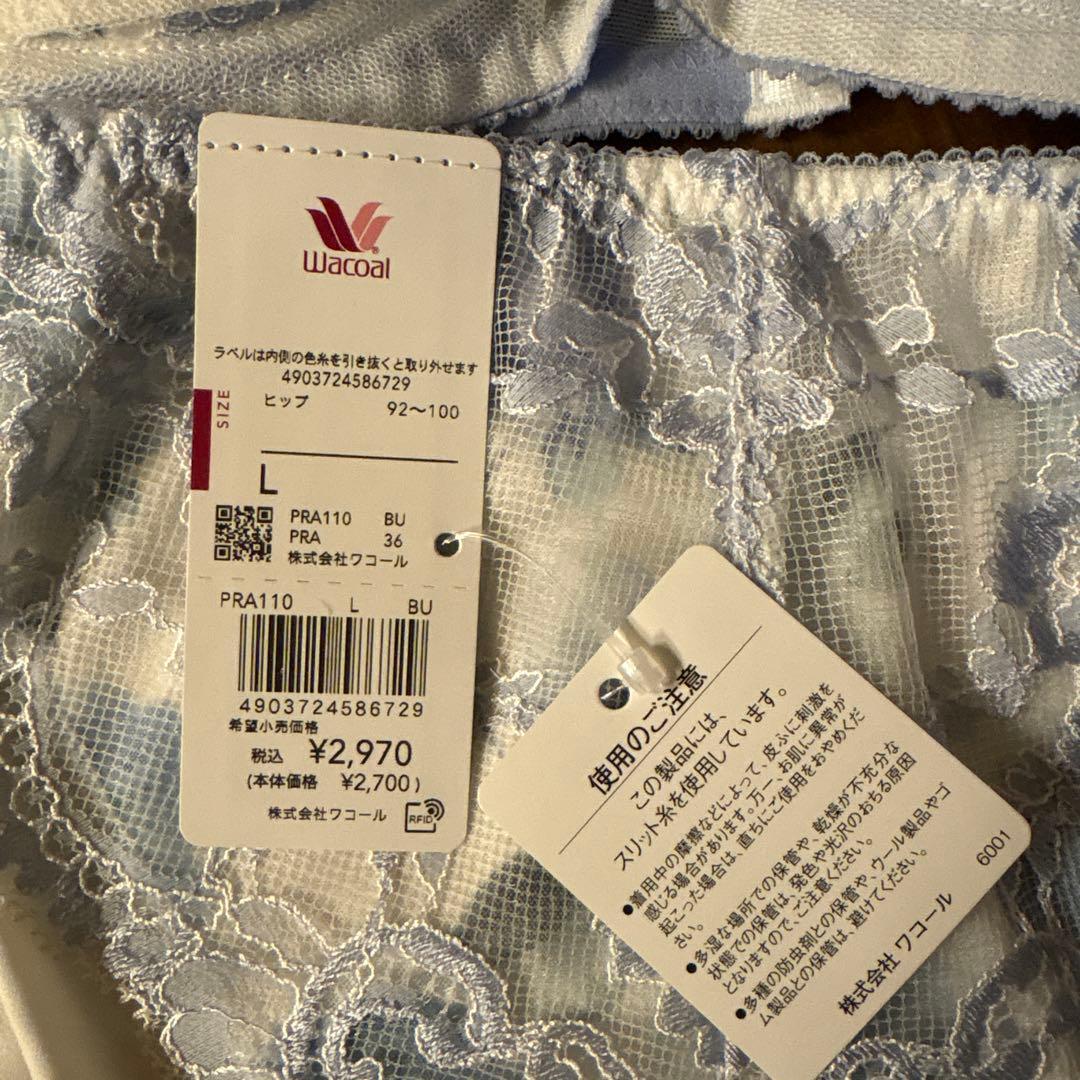 Wacoal
ラベルは内側の色糸を引き抜くと取り外せます
4903724586729
SIZE
ヒップ 92～100
L
PRA110 BU
PRA 36
株式会社ワコール
PRA110 L BU
4903724586729
希望小売価格
税込 ¥2,970
(本体価格 ¥2,700)
株式会社ワコール
RFID
使用のご注意
この製品には、
スリット糸を使用しています。
●着用中の摩擦などによって、皮ふに刺激を
感じる場合があります。万一、お肌に異常が
起こった場合は、直ちにご使用をおやめくだ
さい。
●多湿な場所での保管や、乾燥が不充分な
状態での保管は、発色や光沢のおちる原因
となりますので、ご注意ください。
●多種の防虫剤との保管や、ウール製品やゴ
ム製品との保管は、避けてください。
株式会社 ワコール
6001